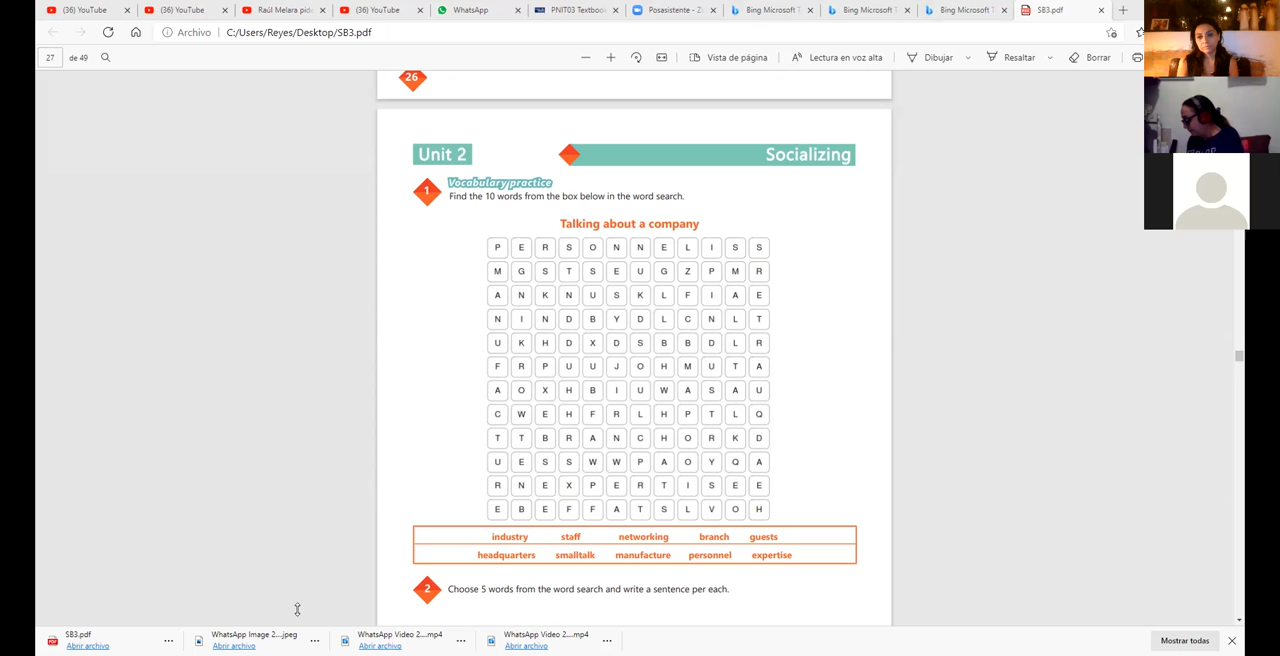 (36) YouTube
(36) YouTube
Raúl Melara pide
(36) YouTube
WhatsApp
PNIT03 Textboo
Posasistente - Z
Bing Microsoft T
Bing Microsoft T
Bing Microsoft T
SB3.pdf
Archivo | C:/Users/Reyes/Desktop/SB3.pdf
27 de 49
Vista de página
Lectura en voz alta
Dibujar
Resaltar
Borrar
26
Unit 2
Socializing
1 Vocabulary practice
Find the 10 words from the box below in the word search.
Talking about a company
P E R S O N N E L I S S
M G S T S E U G Z P M R
A N K N U S K L F I A E
N I N D B Y D L C N L T
U K H D X D S B B D L R
F R P U U J O H M U T A
A O X H B I U W A S A U
C W E H F R L H P T L Q
T T B R A N C H O R K D
U E S S W W P A O Y Q A
R N E X P E R T I S E E
E B E F F A T S L V O H
industry staff networking branch guests
headquarters smalltalk manufacture personnel expertise
2 Choose 5 words from the word search and write a sentence per each.
SB3.pdf
Abrir archivo
WhatsApp Image 2....jpeg
Abrir archivo
WhatsApp Video 2....mp4
Abrir archivo
WhatsApp Video 2....mp4
Abrir archivo
Mostrar todas